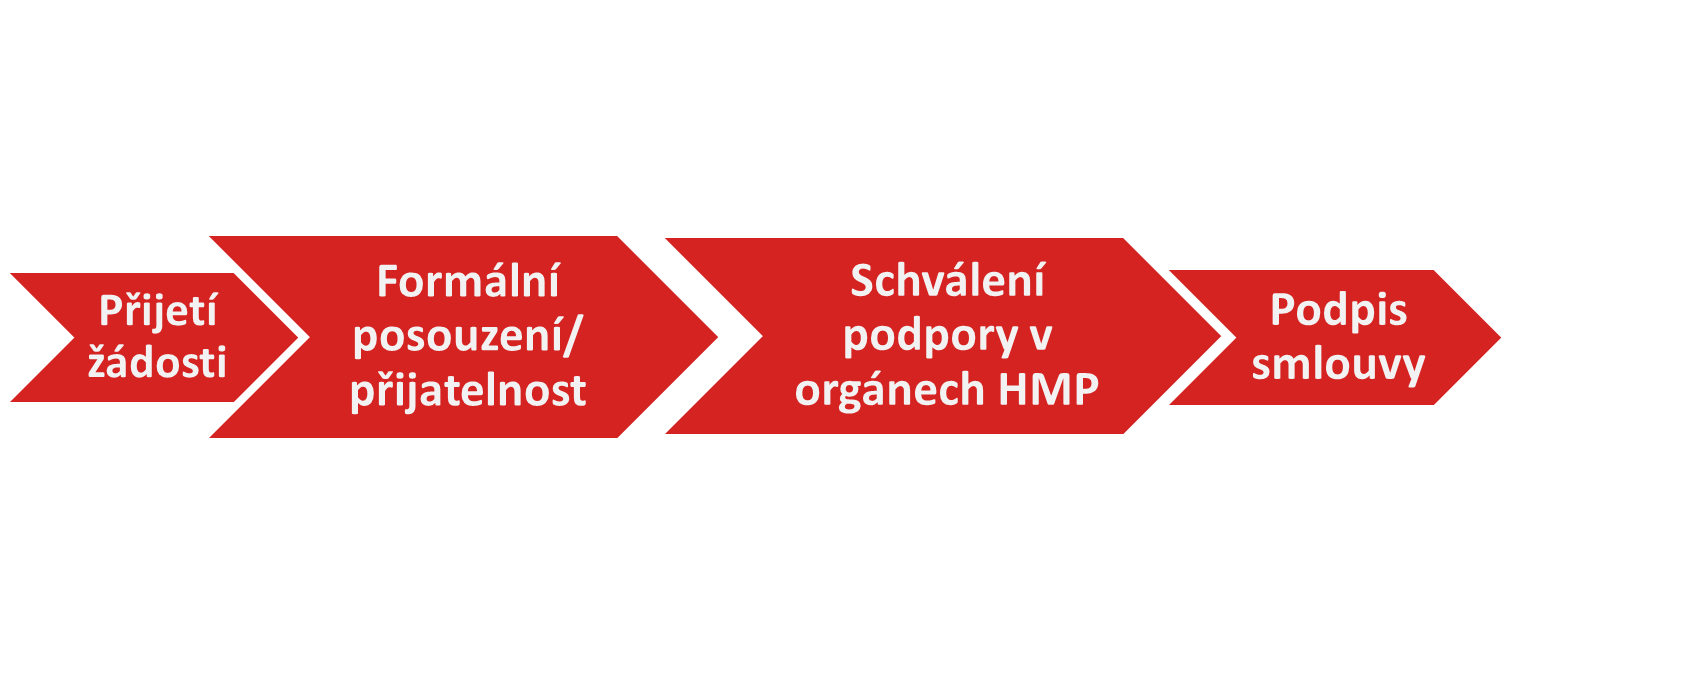 Přijetí
žádosti
Formální
posouzení/
přijatelnost
Schválení
podpory v
orgánech HMP
Podpis
smlouvy